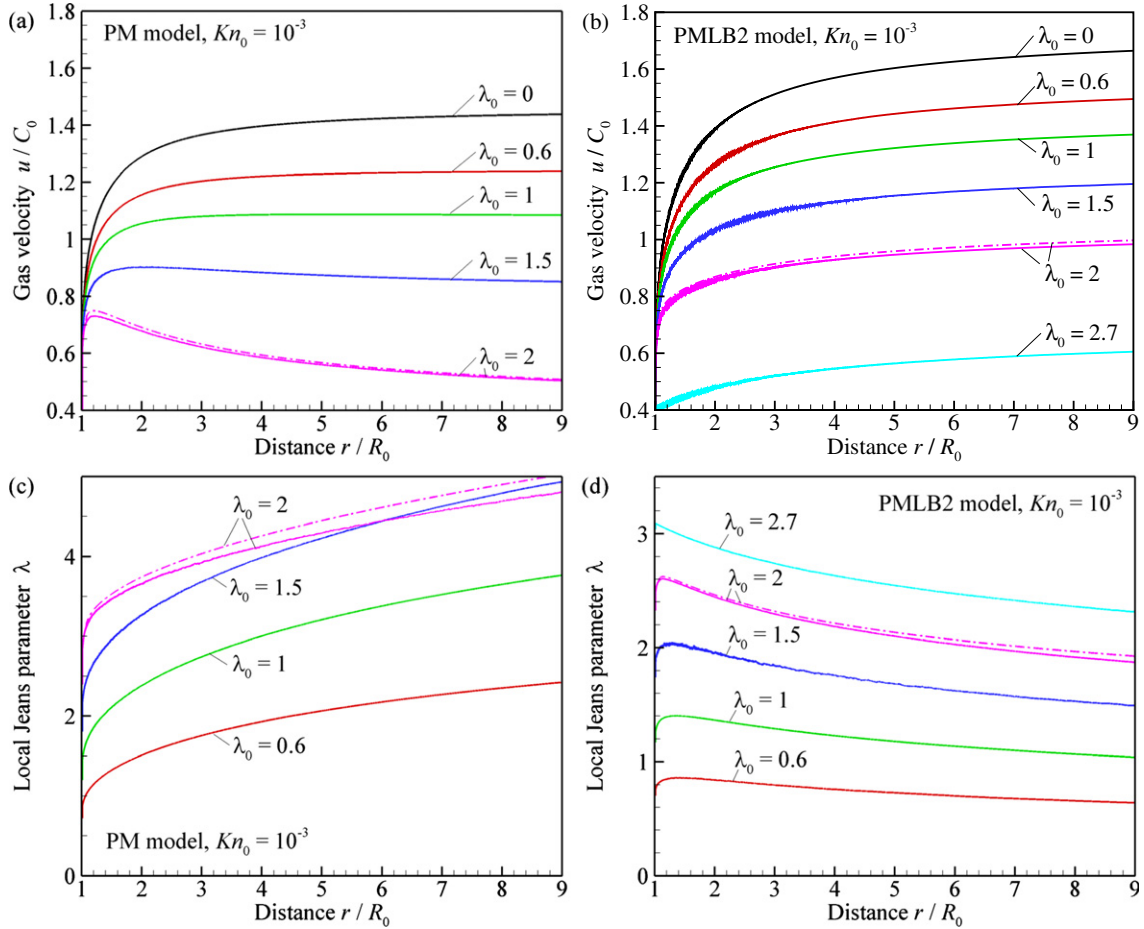 (a)
PM model, Kn₀ = 10⁻³
Gas velocity u / C₀
1.8
1.6
1.4
1.2
1
0.8
0.6
0.4
λ₀ = 0
λ₀ = 0.6
λ₀ = 1
λ₀ = 1.5
λ₀ = 2
1 2 3 4 5 6 7 8 9
Distance r / R₀
(b)
PMLB2 model, Kn₀ = 10⁻³
Gas velocity u / C₀
1.8
1.6
1.4
1.2
1
0.8
0.6
0.4
λ₀ = 0
λ₀ = 0.6
λ₀ = 1
λ₀ = 1.5
λ₀ = 2
λ₀ = 2.7
1 2 3 4 5 6 7 8 9
Distance r / R₀
(c)
Local Jeans parameter λ
4
2
0
λ₀ = 2
λ₀ = 1.5
λ₀ = 1
λ₀ = 0.6
PM model, Kn₀ = 10⁻³
1 2 3 4 5 6 7 8 9
Distance r / R₀
(d)
PMLB2 model, Kn₀ = 10⁻³
Local Jeans parameter λ
3
2
1
0
λ₀ = 2.7
λ₀ = 2
λ₀ = 1.5
λ₀ = 1
λ₀ = 0.6
1 2 3 4 5 6 7 8 9
Distance r / R₀